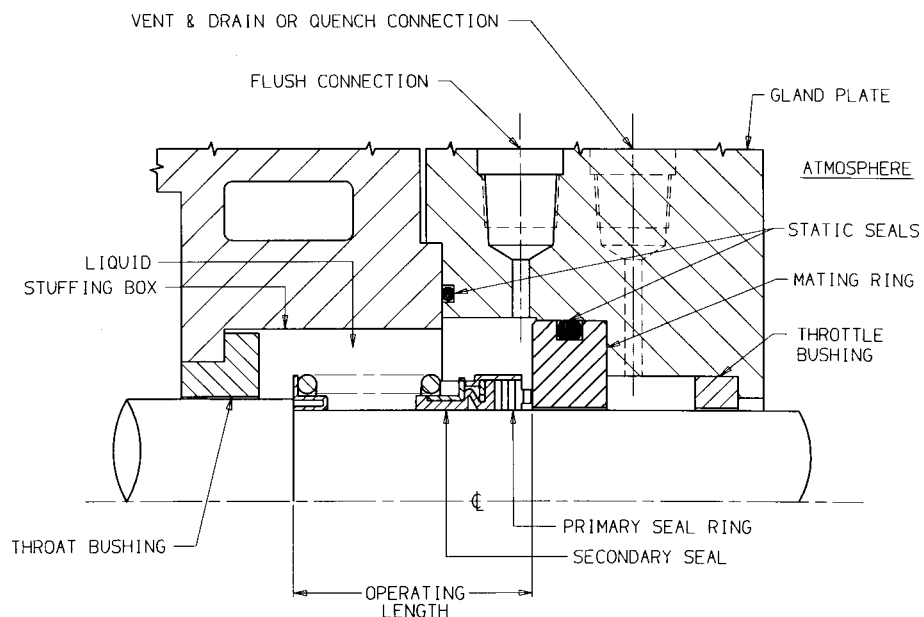 VENT & DRAIN OR QUENCH CONNECTION
FLUSH CONNECTION
GLAND PLATE
ATMOSPHERE
STATIC SEALS
LIQUID
MATING RING
STUFFING BOX
THROTTLE
BUSHING
℄
PRIMARY SEAL RING
THROAT BUSHING
SECONDARY SEAL
OPERATING
LENGTH